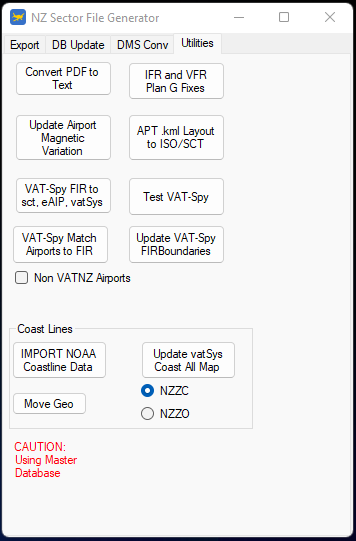 NZ Sector File Generator
Export DB Update DMS Conv Utilities
Convert PDF to
Text
IFR and VFR
Plan G Fixes
Update Airport
Magnetic
Variation
APT .kml Layout
to ISO/SCT
VAT-Spy FIR to
sct, eAIP, vatSys
Test VAT-Spy
VAT-Spy Match
Airports to FIR
Update VAT-Spy
FIRBoundaries
Non VATNZ Airports
Coast Lines
IMPORT NOAA
Coastline Data
Update vatSys
Coast All Map
Move Geo
NZZC
NZZO
CAUTION:
Using Master
Database